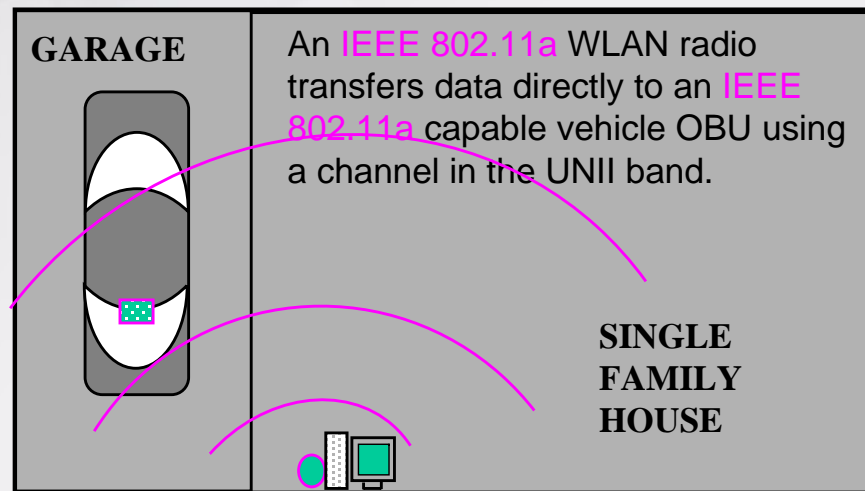 GARAGE
An IEEE 802.11a WLAN radio
transfers data directly to an IEEE
802.11a capable vehicle OBU using
a channel in the UNII band.
SINGLE
FAMILY
HOUSE